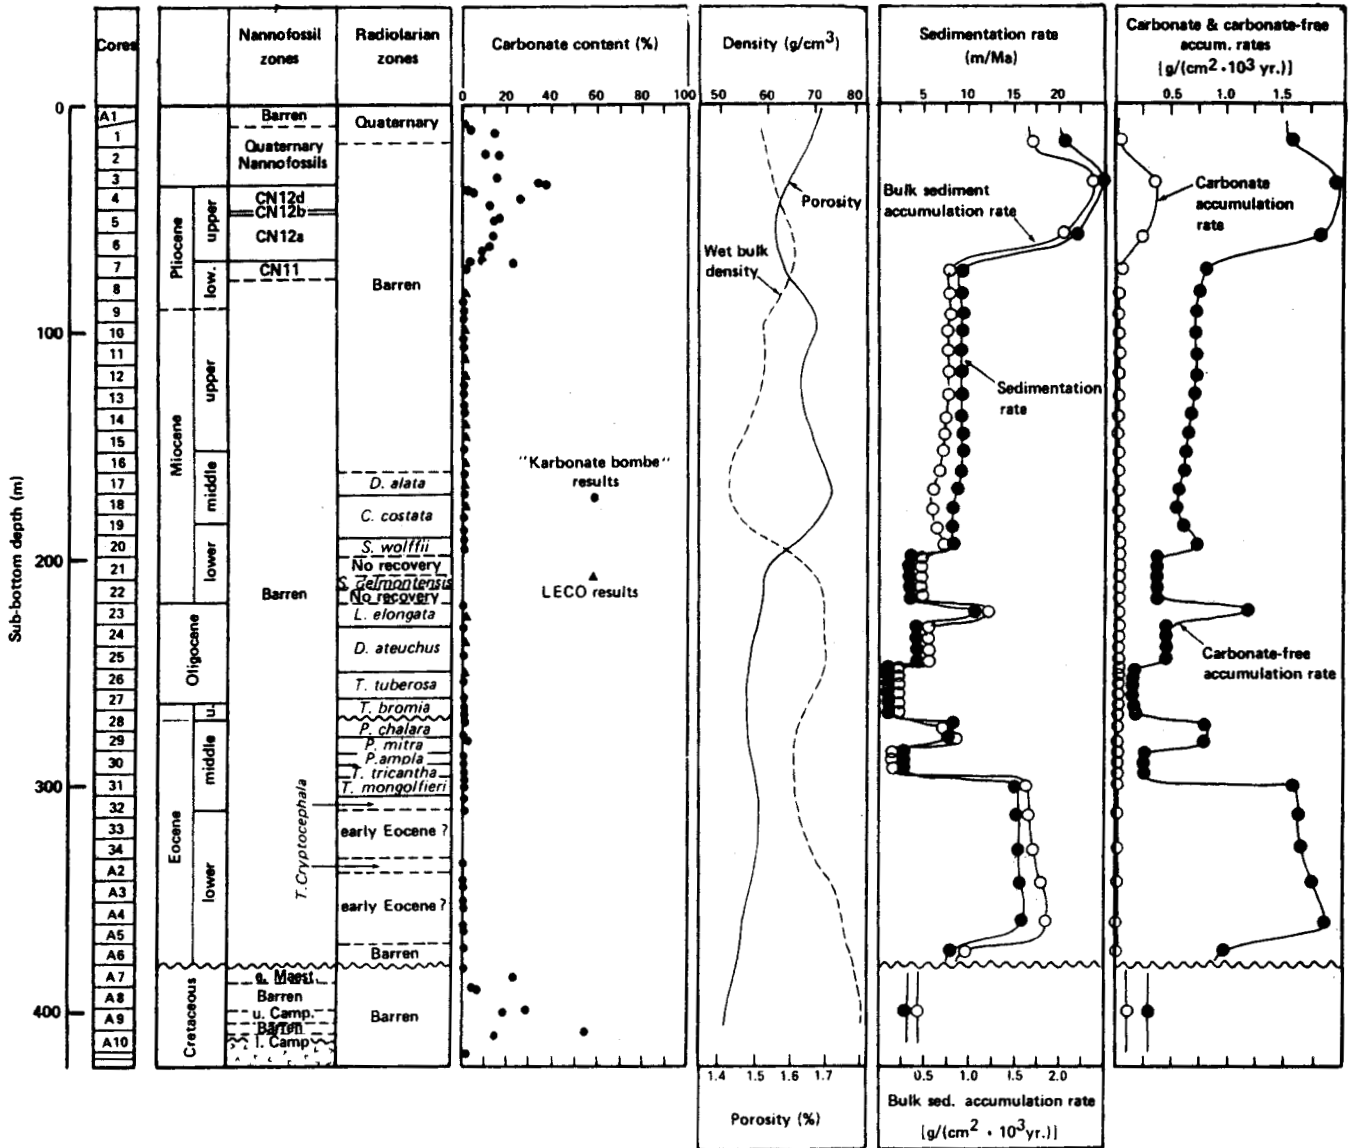 Cores
Nannofossil
zones
Radiolarian
zones
Carbonate content (%)
Density (g/cm3)
Sedimentation rate
(m/Ma)
Carbonate & carbonate-free
accum. rates
[g/(cm2 • 103 yr.)]
0 20 40 60 80 100
50 60 70 80
5 10 15 20
0.5 1.0 1.5
Sub-bottom depth (m)
0
100
200
300
400
A1
1
2
3
4
5
6
7
8
9
10
11
12
13
14
15
16
17
18
19
20
21
22
23
24
25
26
27
28
29
30
31
32
33
34
A2
A3
A4
A5
A6
A7
A8
A9
A10
Pliocene
upper
low.
Miocene
upper
middle
lower
Oligocene
Eocene
u.
middle
lower
Cretaceous
Barren
Quaternary
Nannofossils
CN12d
CN12b
CN12a
CN11
Barren
T. Cryptocephala
e. Maest
Barren
u. Camp.
Barren
l. Camp
Quaternary
Barren
D. alata
C. costata
S. wolffii
No recovery
S. delmontensis
No recovery
L. elongata
D. ateuchus
T. tuberosa
T. bromia
P. chalara
P. mitra
P. ampla
T. tricantha
T. mongolfieri
early Eocene ?
early Eocene ?
Barren
Barren
"Karbonate bombe"
results
LECO results
Porosity
Wet bulk
density
Bulk sediment
accumulation rate
Sedimentation
rate
Carbonate
accumulation
rate
Carbonate-free
accumulation rate
1.4 1.5 1.6 1.7
Porosity (%)
0.5 1.0 1.5 2.0
Bulk sed. accumulation rate
[g/(cm2 • 103yr.)]